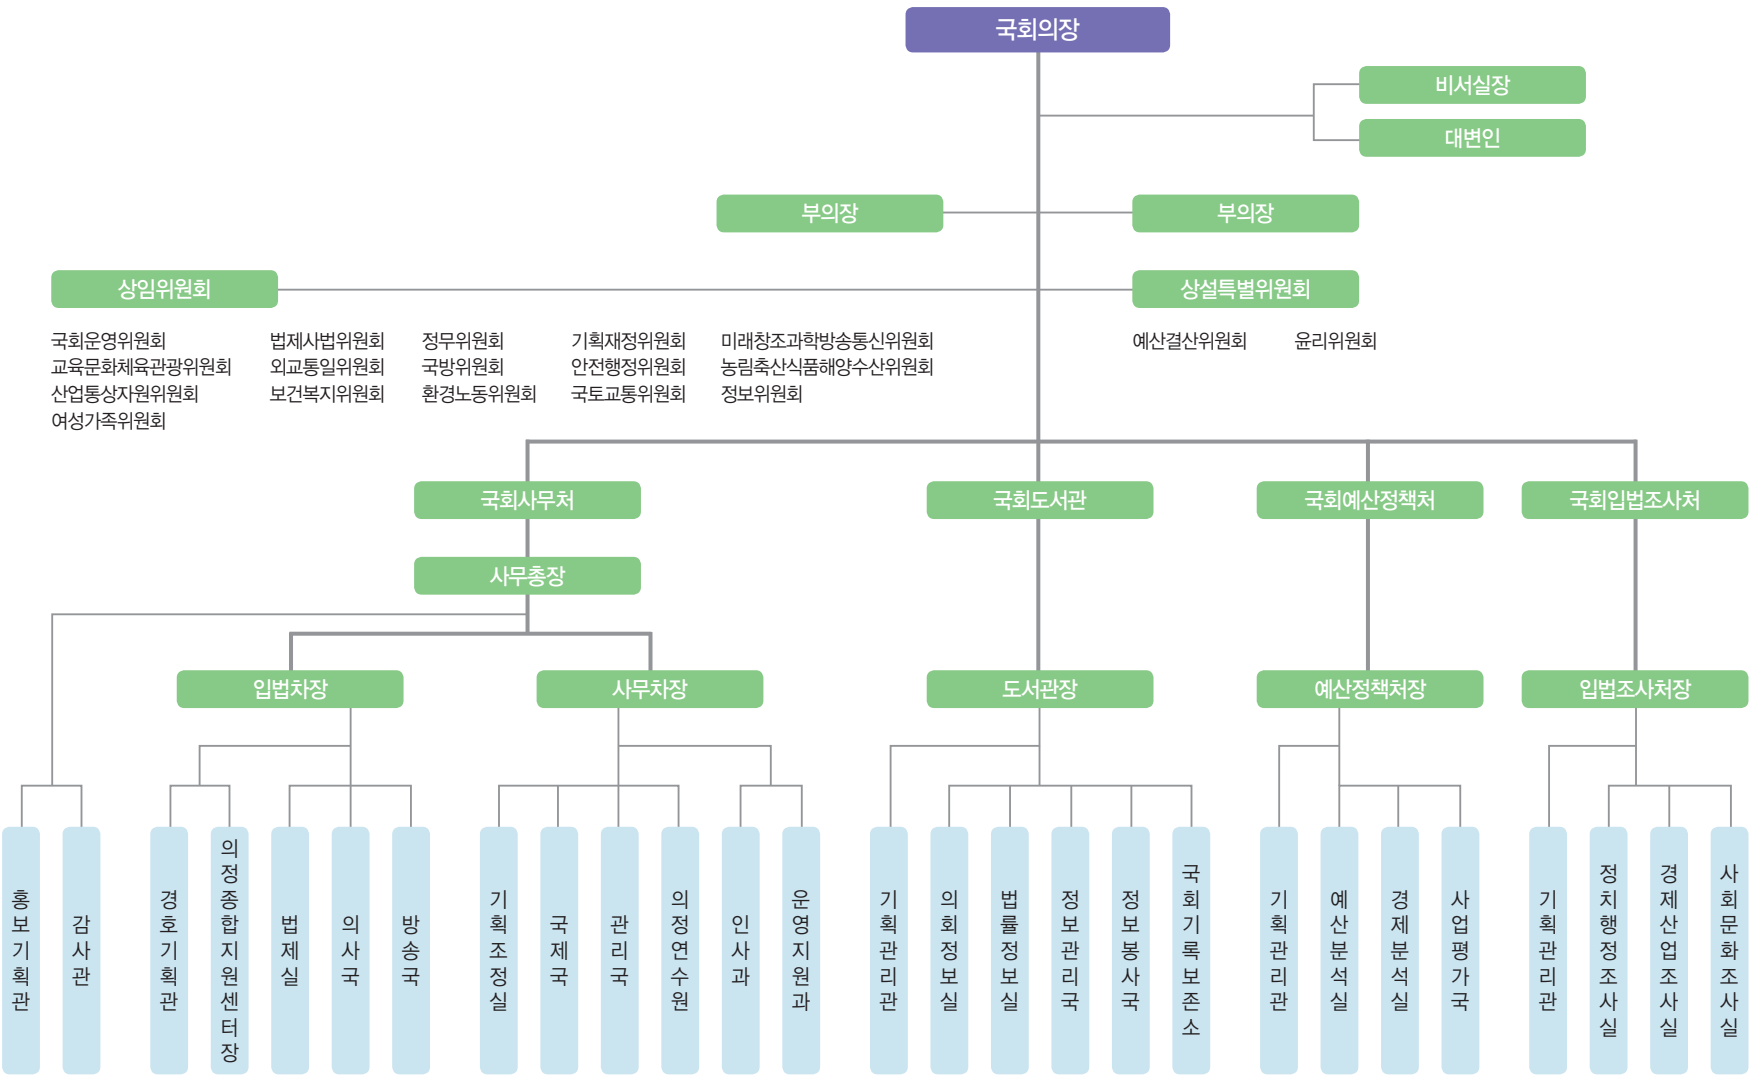 국회의장
비서실장
대변인
부의장
부의장
상임위원회
상설특별위원회
국회운영위원회 법제사법위원회 정무위원회 기획재정위원회 미래창조과학방송통신위원회 예산결산위원회 윤리위원회
교육문화체육관광위원회 외교통일위원회 국방위원회 안전행정위원회 농림축산식품해양수산위원회
산업통상자원위원회 보건복지위원회 환경노동위원회 국토교통위원회 정보위원회
여성가족위원회
국회사무처
국회도서관
국회예산정책처
국회입법조사처
사무총장
입법차장
사무차장
도서관장
예산정책처장
입법조사처장
홍보기획관
감사관
경호기획관
의정종합지원센터장
법제실
의사국
방송국
기획조정실
국제국
관리국
의정연수원
인사과
운영지원과
기획관리관
의회정보실
법률정보실
정보관리국
정보봉사국
국회기록보존소
기획관리관
예산분석실
경제분석실
사업평가국
기획관리관
정치행정조사실
경제산업조사실
사회문화조사실